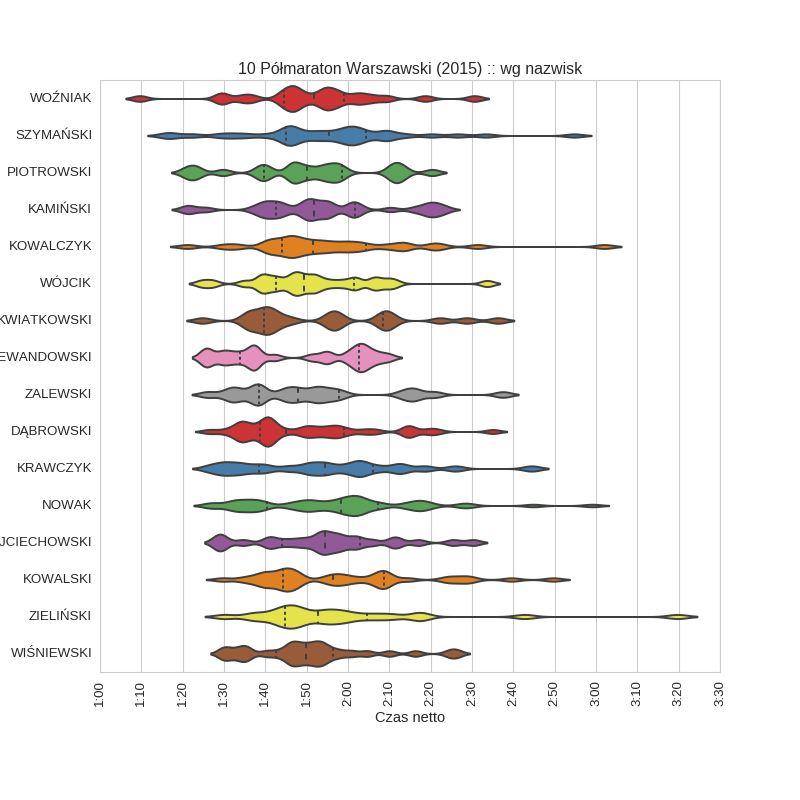 10 Półmaraton Warszawski (2015) :: wg nazwisk
WOŹNIAK
SZYMAŃSKI
PIOTROWSKI
KAMIŃSKI
KOWALCZYK
WÓJCIK
KWIATKOWSKI
EWANDOWSKI
ZALEWSKI
DĄBROWSKI
KRAWCZYK
NOWAK
JCIECHOWSKI
KOWALSKI
ZIELIŃSKI
WIŚNIEWSKI
1:00 1:10 1:20 1:30 1:40 1:50 2:00 2:10 2:20 2:30 2:40 2:50 3:00 3:10 3:20 3:30
Czas netto